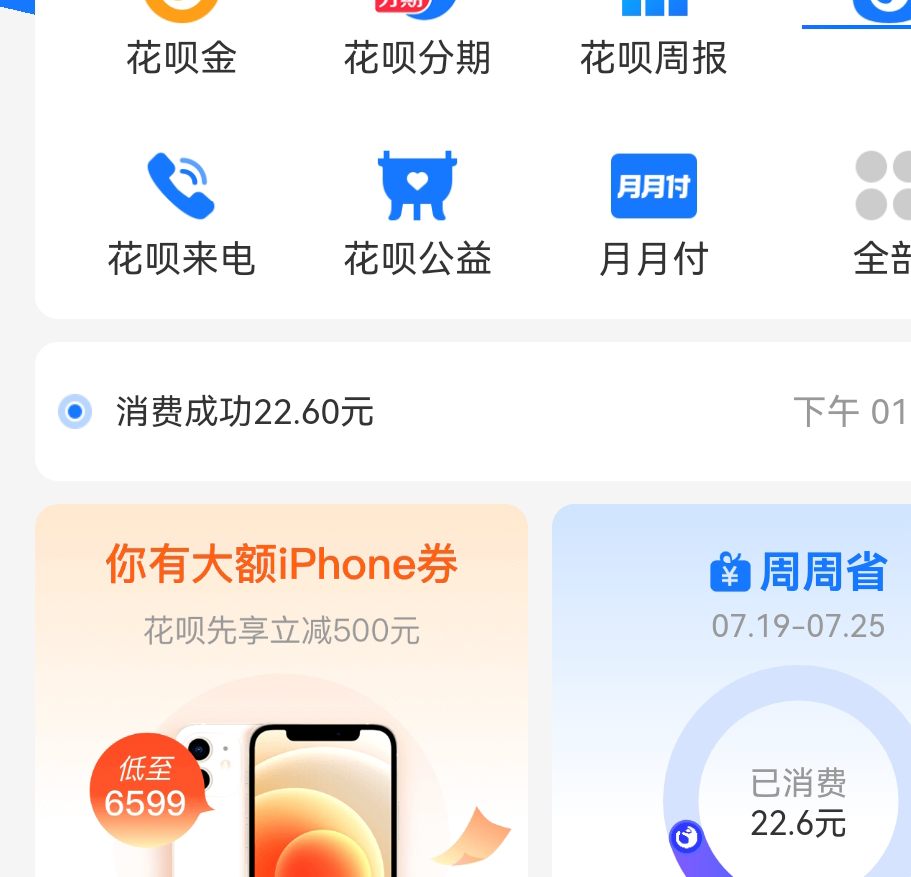 分期
花呗金
花呗分期
花呗周报
月月付
花呗来电
花呗公益
月月付
全部
消费成功22.60元
下午 01
你有大额iPhone券
花呗先享立减500元
低至
6599
周周省
07.19-07.25
已消费
22.6元